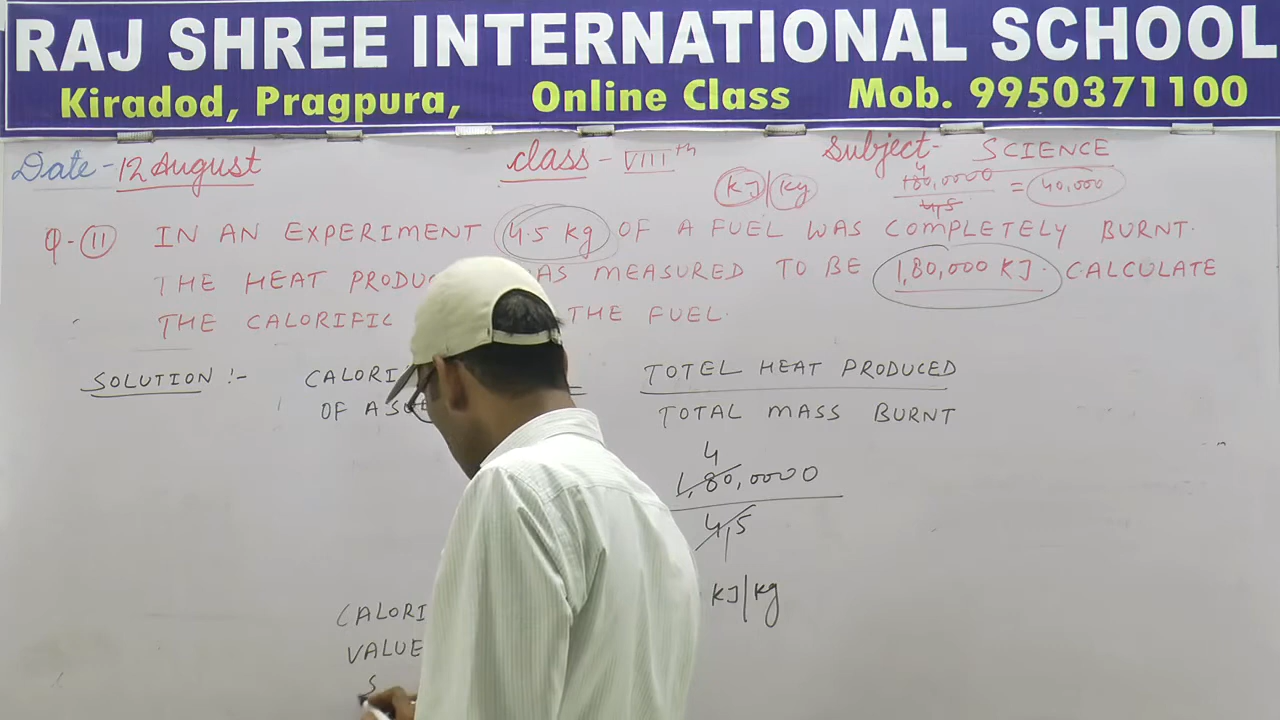 RAJ SHREE INTERNATIONAL SCHOOL
Kiradod, Pragpura, Online Class Mob. 9950371100
Date - 12 August Class - VIIIth Subject- SCIENCE
KJ/Kg
4
180,0000 = 40,000
4,5
Q-11 IN AN EXPERIMENT 4.5 Kg OF A FUEL WAS COMPLETELY BURNT.
THE HEAT PRODU AS MEASURED TO BE 1,80,000 KJ. CALCULATE
THE CALORIFIC THE FUEL.
SOLUTION :- CALORI TOTEL HEAT PRODUCED
OF A TOTAL MASS BURNT
4
1,80,0000
4,5
CALORI KJ/Kg
VALUE
S